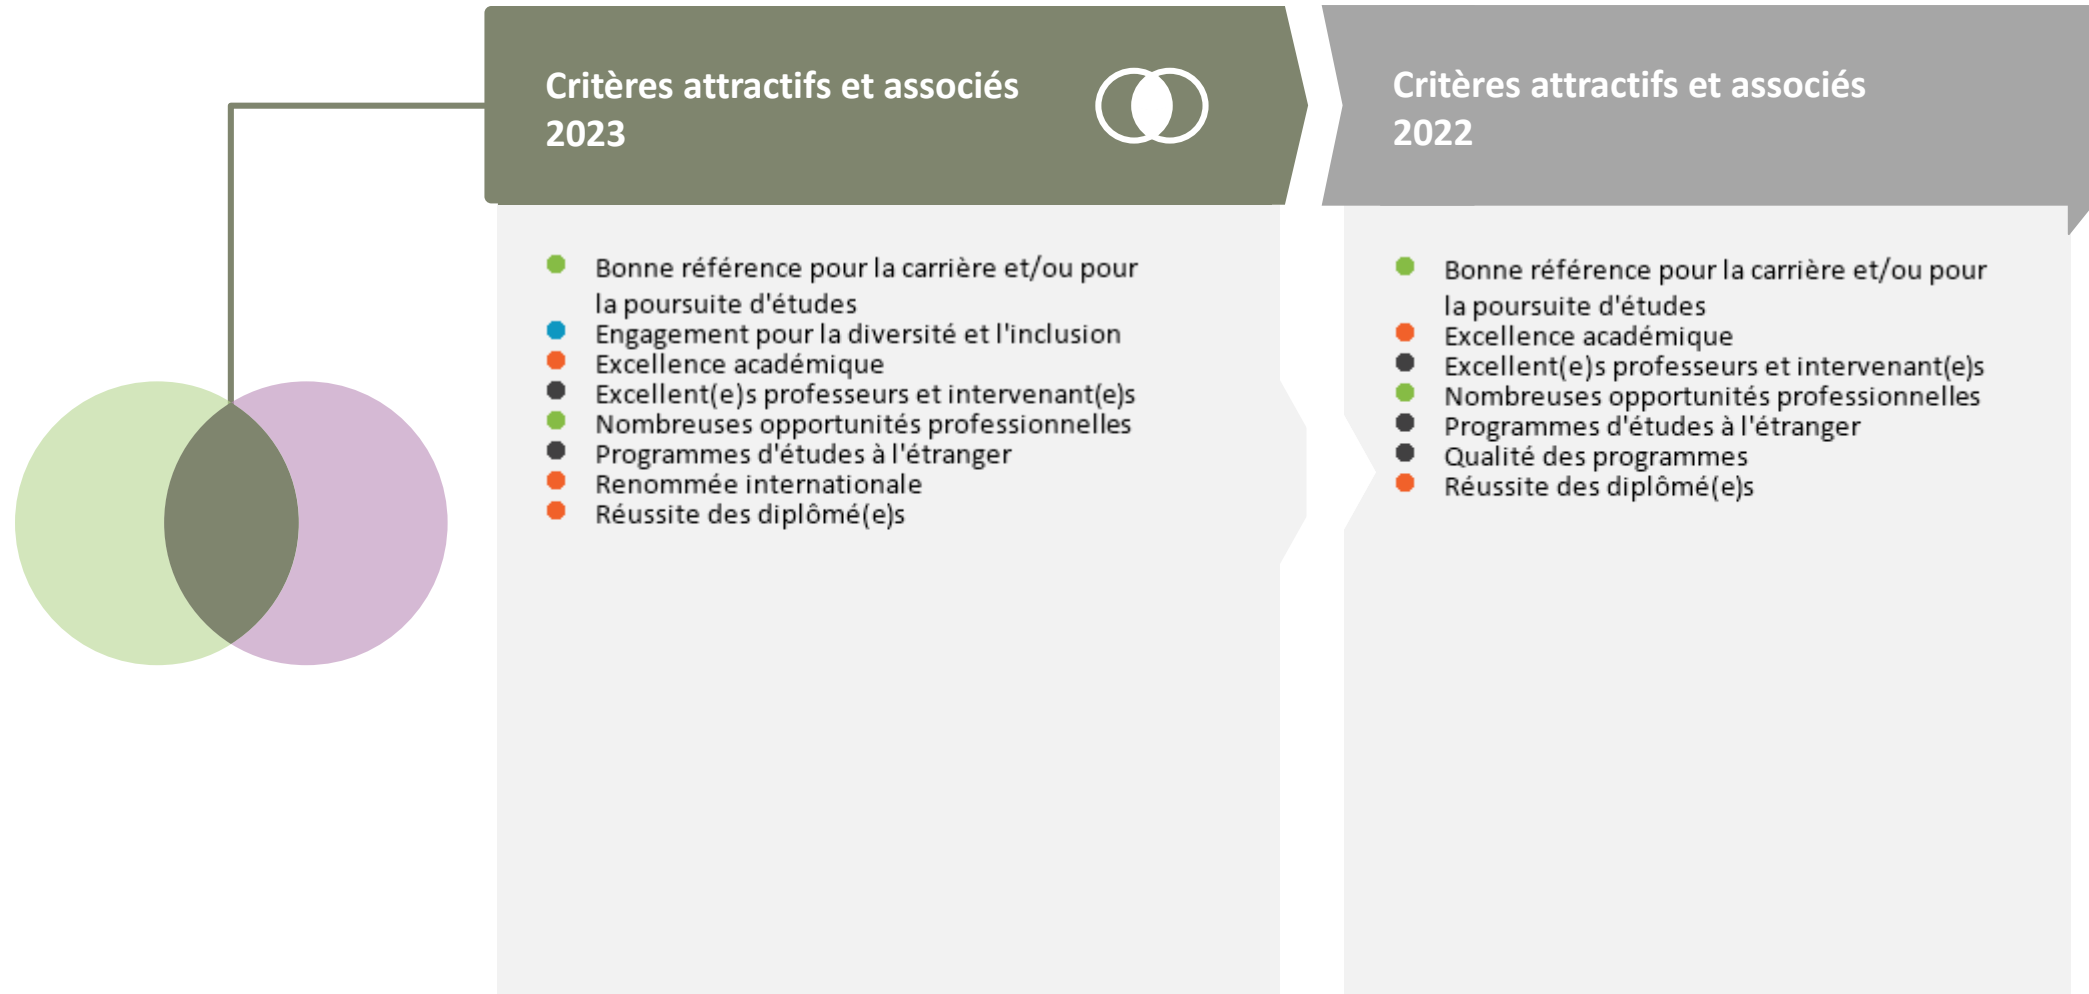 Critères attractifs et associés
2023
Bonne référence pour la carrière et/ou pour
la poursuite d'études
Engagement pour la diversité et l'inclusion
Excellence académique
Excellent(e)s professeurs et intervenant(e)s
Nombreuses opportunités professionnelles
Programmes d'études à l'étranger
Renommée internationale
Réussite des diplômé(e)s
Critères attractifs et associés
2022
Bonne référence pour la carrière et/ou pour
la poursuite d'études
Excellence académique
Excellent(e)s professeurs et intervenant(e)s
Nombreuses opportunités professionnelles
Programmes d'études à l'étranger
Qualité des programmes
Réussite des diplômé(e)s